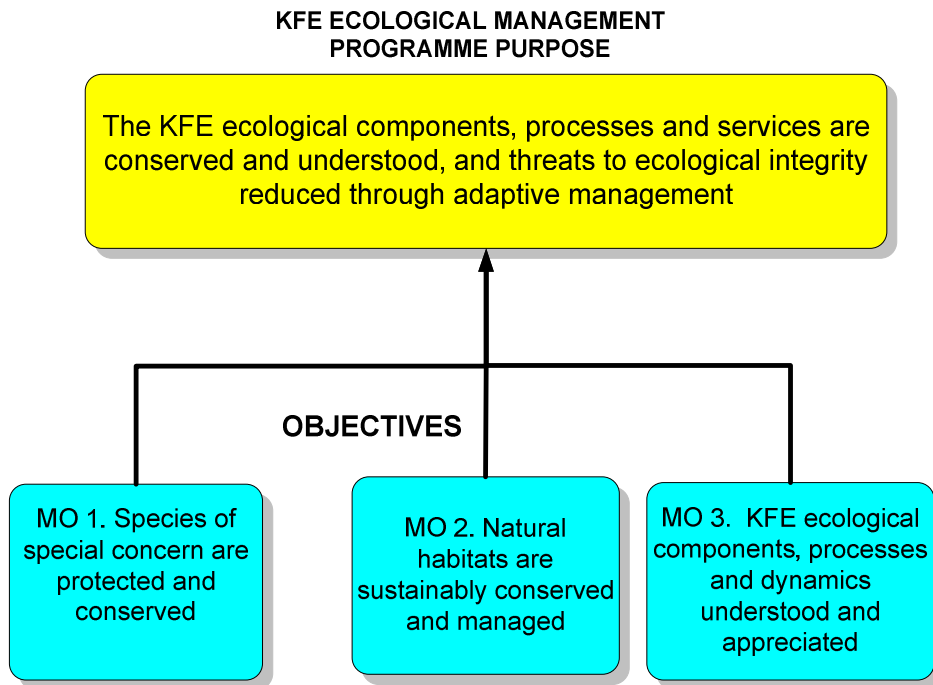 KFE ECOLOGICAL MANAGEMENT
PROGRAMME PURPOSE
The KFE ecological components, processes and services are
conserved and understood, and threats to ecological integrity
reduced through adaptive management
OBJECTIVES
MO 1. Species of
special concern are
protected and
conserved
MO 2. Natural
habitats are
sustainably conserved
and managed
MO 3.  KFE ecological
components, processes
and dynamics
understood and
appreciated